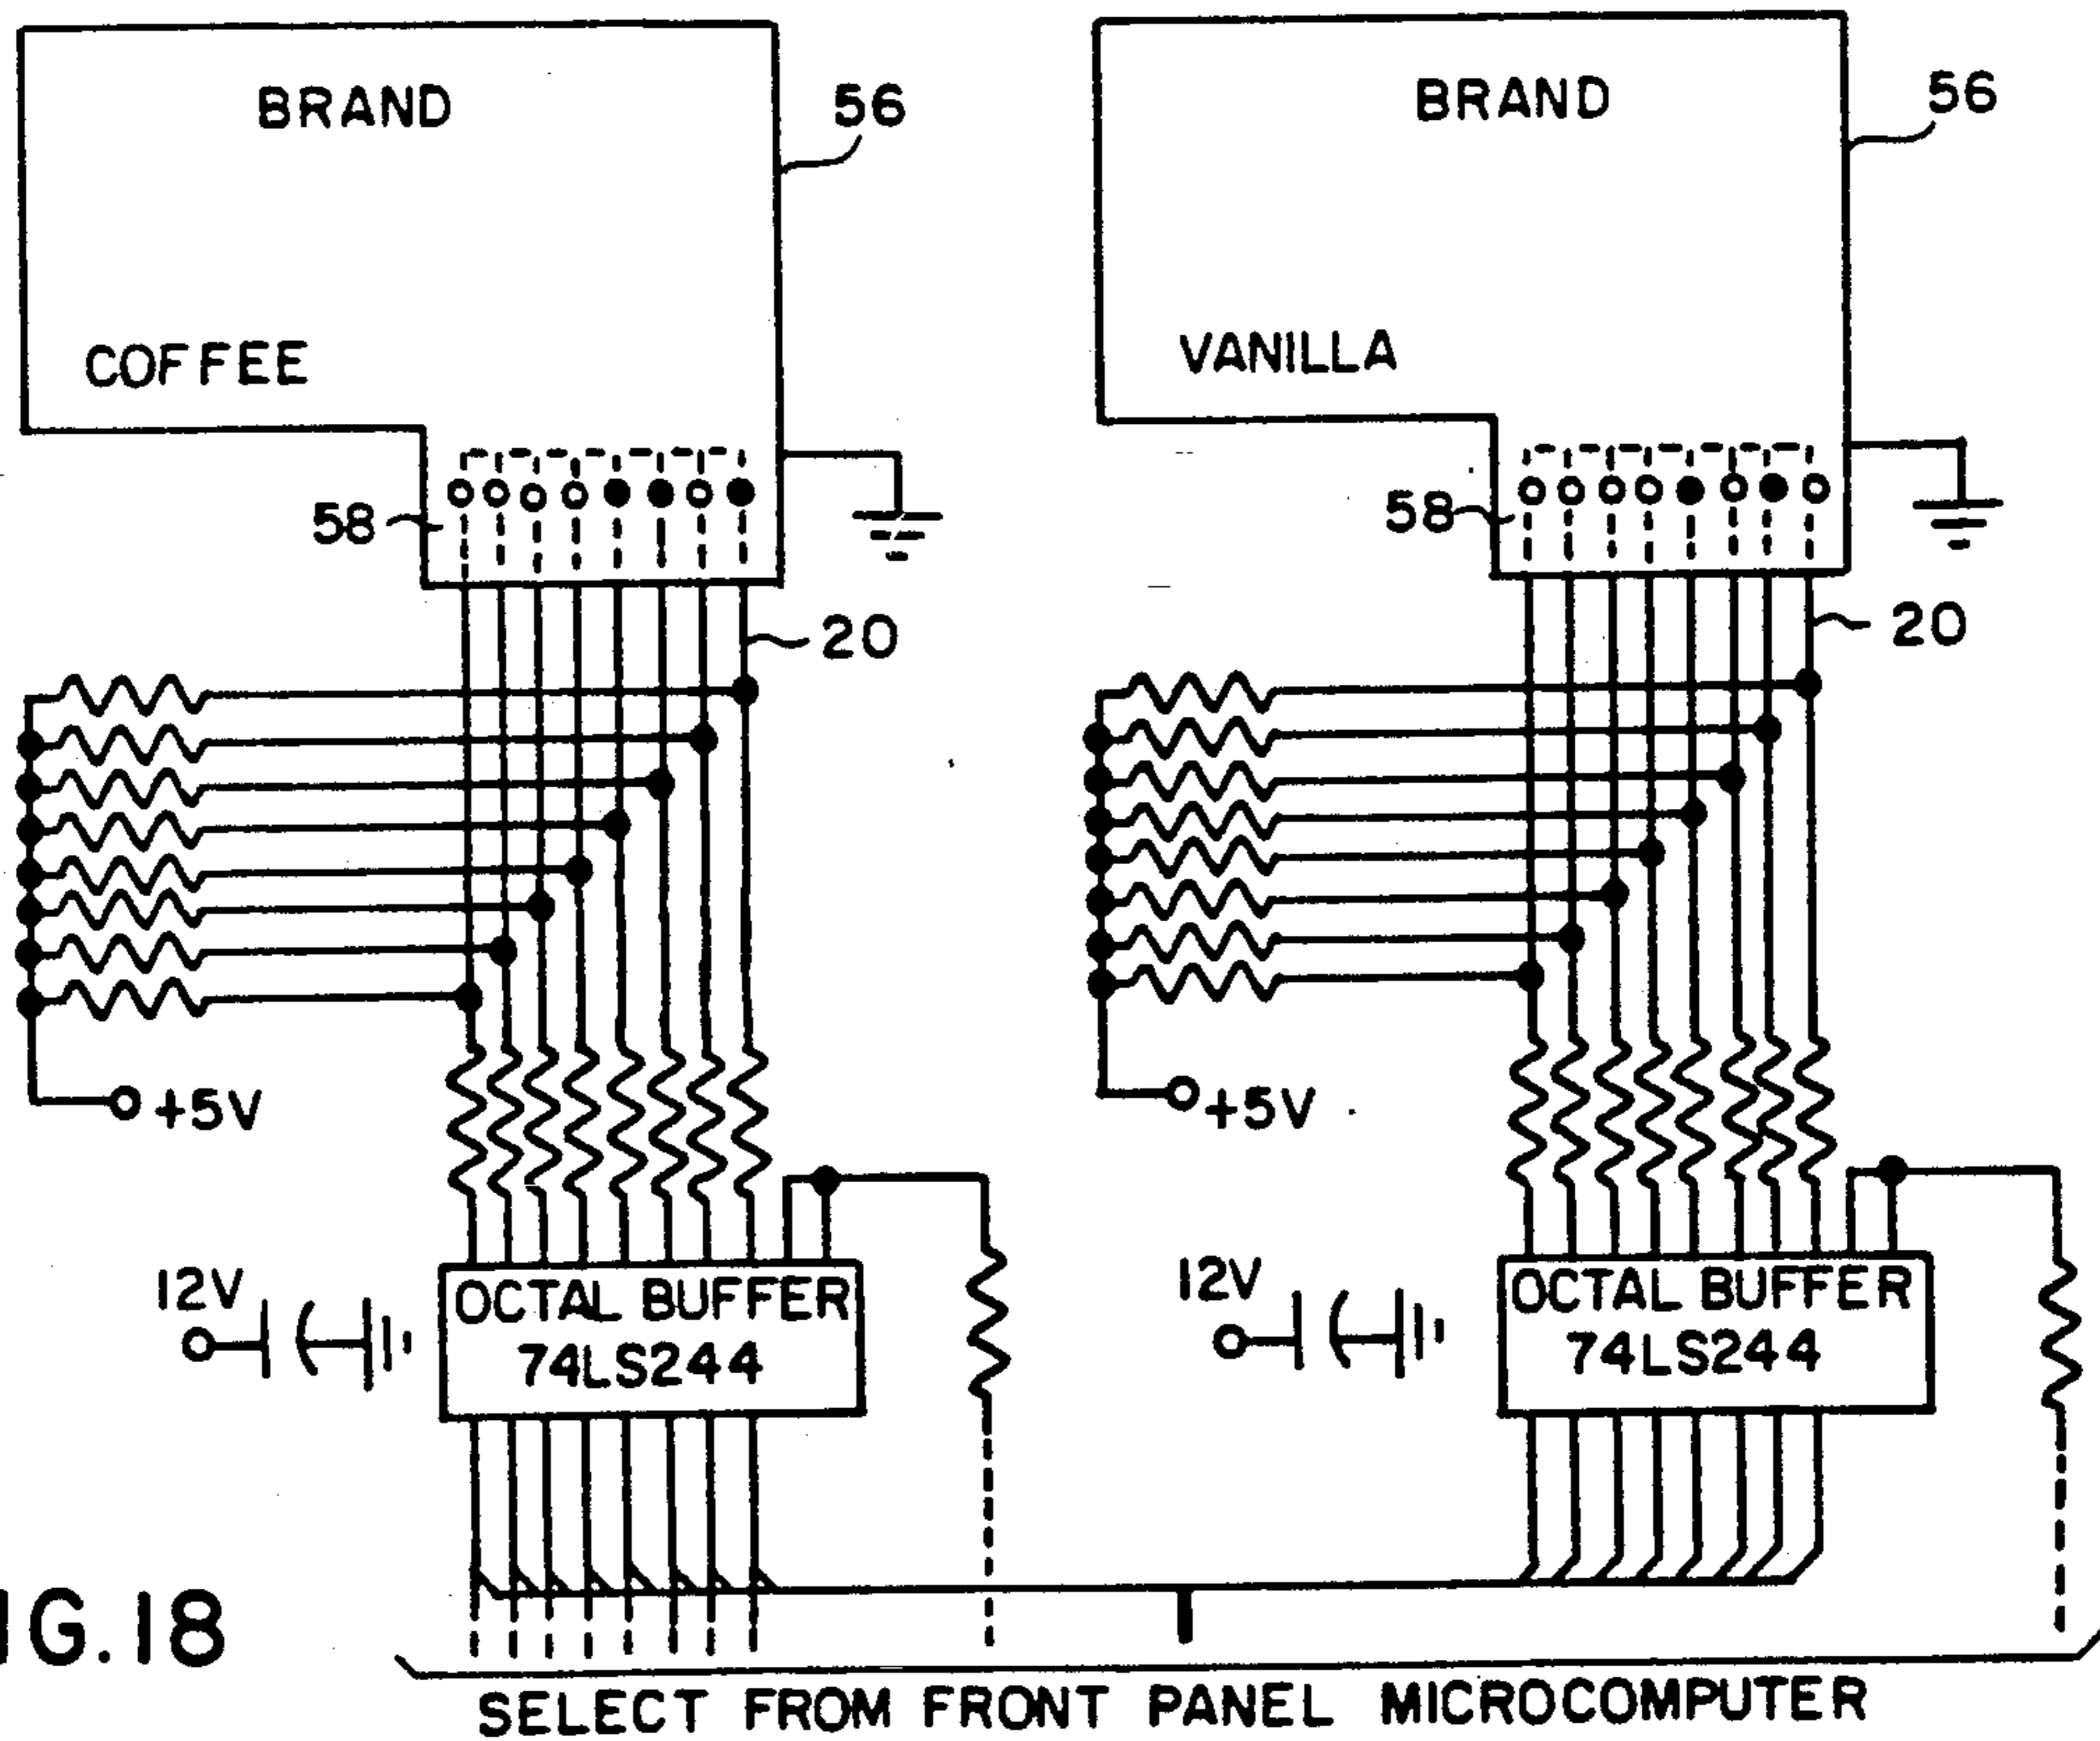 BRAND
56
COFFEE
58
20
+5V
12V
OCTAL BUFFER
74LS244
BRAND
56
VANILLA
58
20
+5V
12V
OCTAL BUFFER
74LS244
IG.18
SELECT FROM FRONT PANEL MICROCOMPUTER